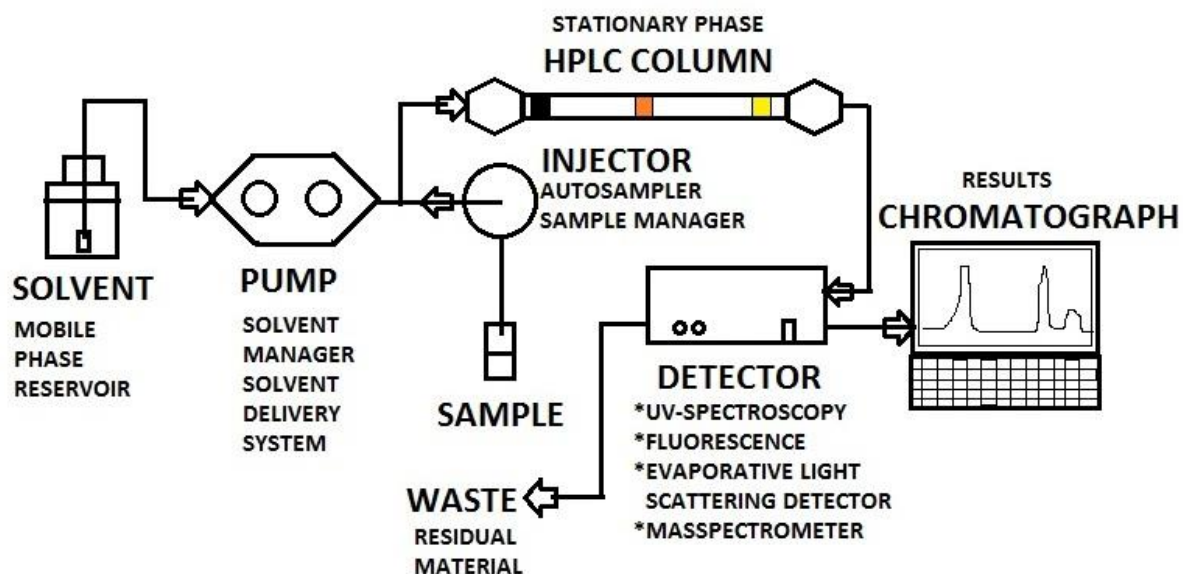 STATIONARY PHASE
HPLC COLUMN
INJECTOR
AUTOSAMPLER
SAMPLE MANAGER
RESULTS
CHROMATOGRAPH
SOLVENT
MOBILE
PHASE
RESERVOIR
PUMP
SOLVENT
MANAGER
SOLVENT
DELIVERY
SYSTEM
SAMPLE
DETECTOR
*UV-SPECTROSCOPY
*FLUORESCENCE
*EVAPORATIVE LIGHT
SCATTERING DETECTOR
*MASSPECTROMETER
WASTE
RESIDUAL
MATERIAL